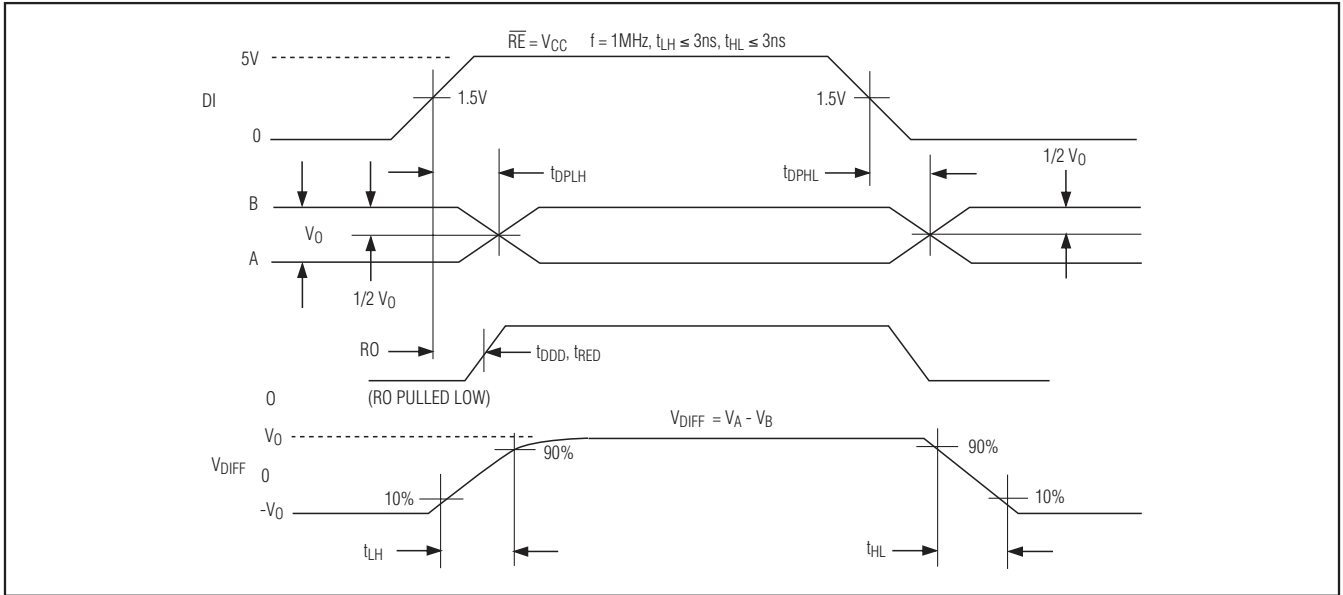 RE = VCC f = 1MHz, tLH ≤ 3ns, tHL ≤ 3ns
5V
DI
1.5V
1.5V
0
tDPLH
tDPHL
1/2 VO
B
VO
A
1/2 VO
RO
tDDD, tRED
0
(RO PULLED LOW)
VDIFF = VA - VB
VO
90%
90%
VDIFF
0
10%
10%
-VO
tLH
tHL